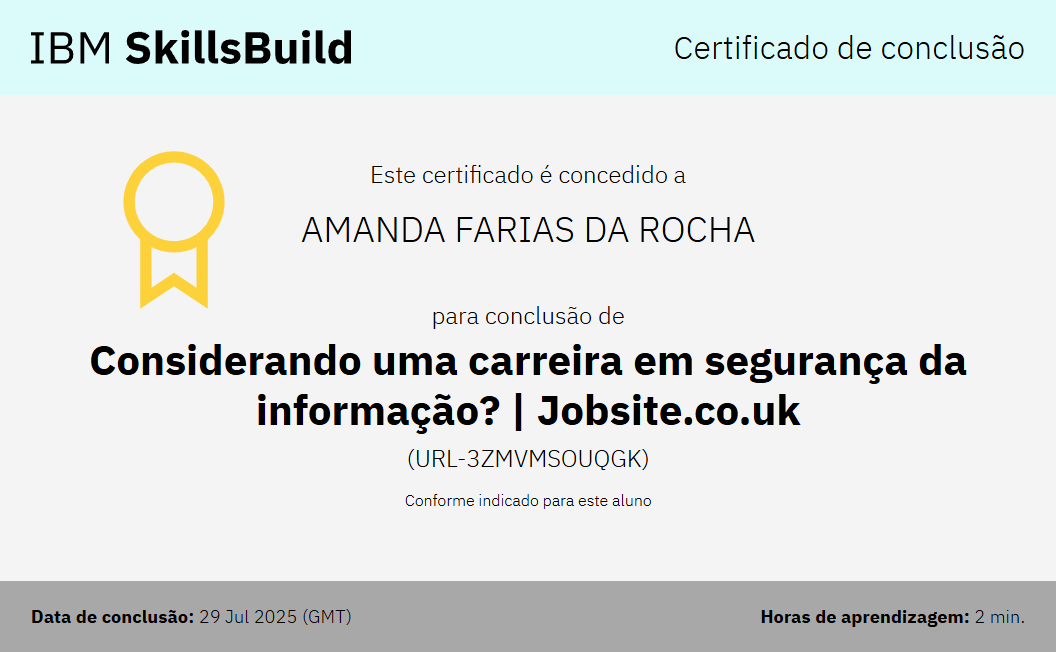 IBM SkillsBuild
Certificado de conclusão
Este certificado é concedido a
AMANDA FARIAS DA ROCHA
para conclusão de
Considerando uma carreira em segurança da
informação? | Jobsite.co.uk
(URL-3ZMVMSOUQGK)
Conforme indicado para este aluno
Data de conclusão: 29 Jul 2025 (GMT)
Horas de aprendizagem: 2 min.